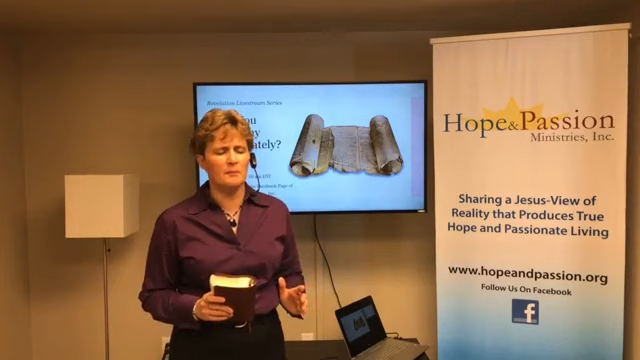 Revelation Livestream Series
Hope&Passion
Ministries, Inc.
Sharing a Jesus-View of
Reality that Produces True
Hope and Passionate Living
www.hopeandpassion.org
Follow Us On Facebook
f